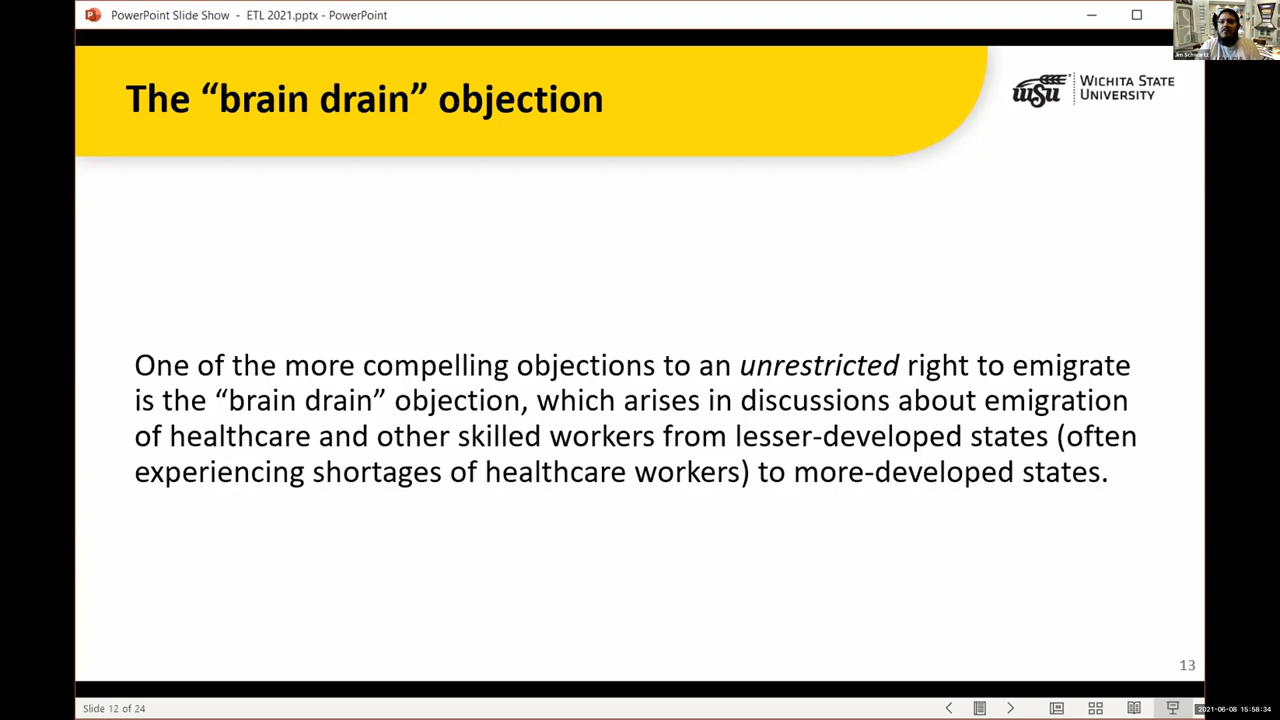 PowerPoint Slide Show - ETL 2021.pptx - PowerPoint
Jim Schwartz
The “brain drain” objection
WSU
WICHITA STATE
UNIVERSITY
One of the more compelling objections to an unrestricted right to emigrate
is the “brain drain” objection, which arises in discussions about emigration
of healthcare and other skilled workers from lesser-developed states (often
experiencing shortages of healthcare workers) to more-developed states.
13
Slide 12 of 24
2021-06-08 15:58:34